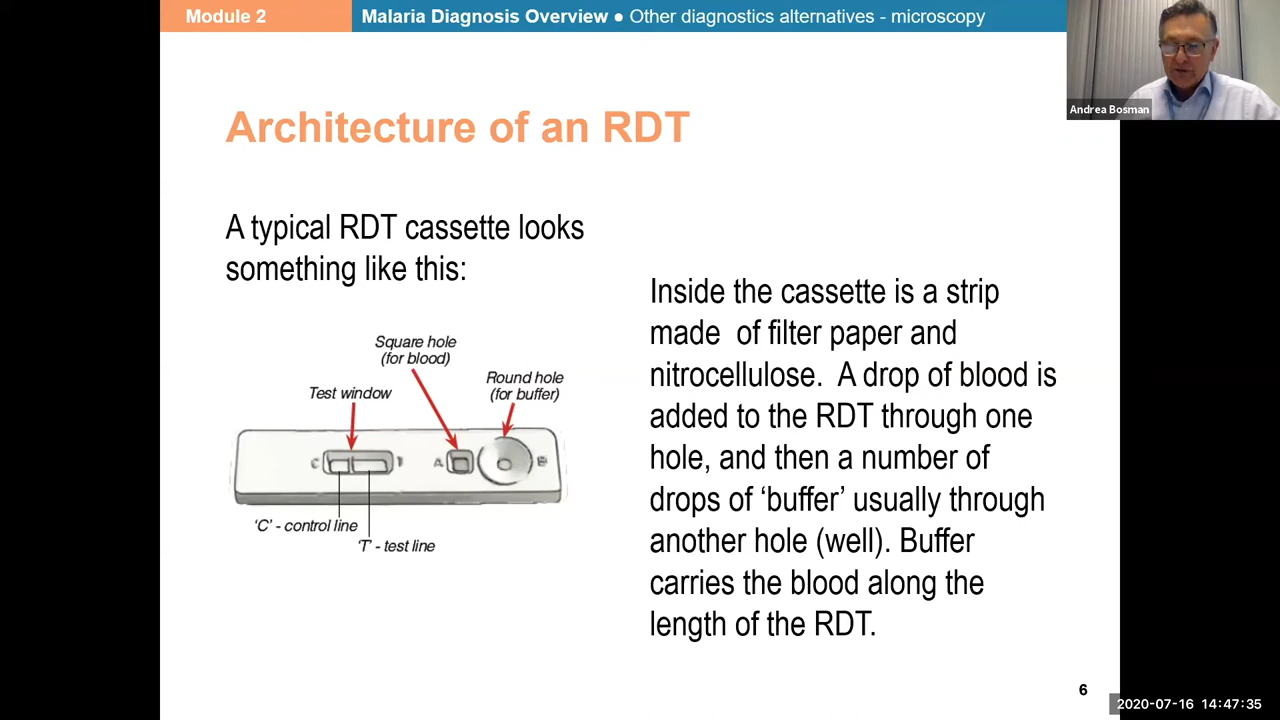 Module 2
Malaria Diagnosis Overview ● Other diagnostics alternatives - microscopy
Andrea Bosman
Architecture of an RDT
A typical RDT cassette looks
something like this:
Inside the cassette is a strip
made of filter paper and
nitrocellulose. A drop of blood is
added to the RDT through one
hole, and then a number of
drops of ‘buffer’ usually through
another hole (well). Buffer
carries the blood along the
length of the RDT.
Square hole
(for blood)
Round hole
(for buffer)
Test window
C
T
A
B
‘C’ - control line
‘T’ - test line
6
2020-07-16 14:47:35